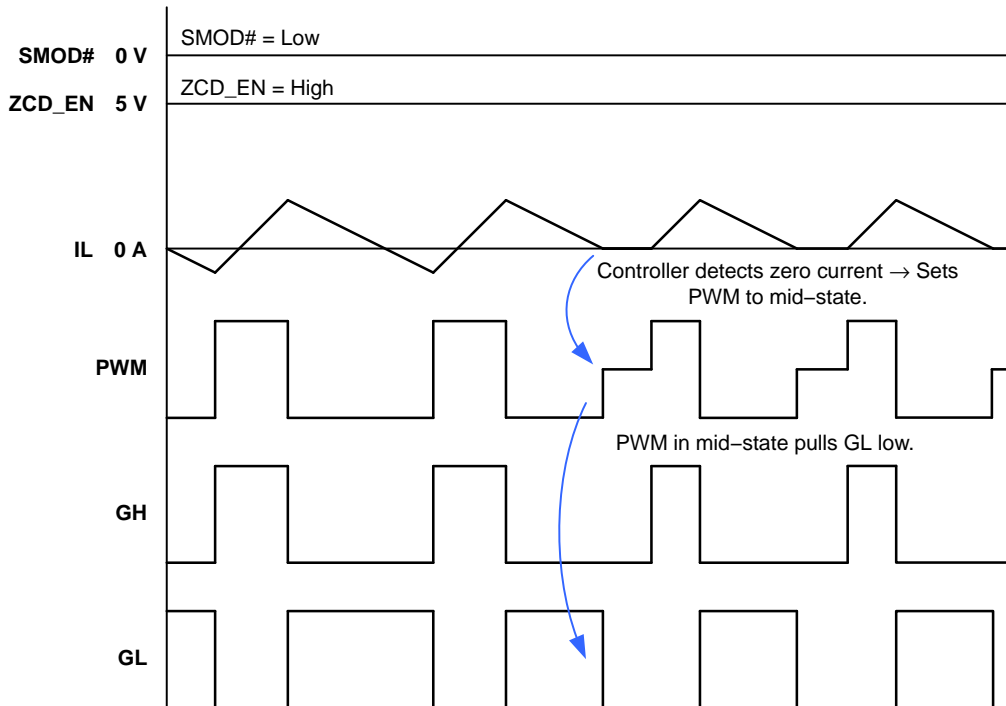 SMOD# 0 V SMOD# = Low
ZCD_EN 5 V ZCD_EN = High
IL 0 A
Controller detects zero current → Sets
PWM to mid−state.
PWM
PWM in mid−state pulls GL low.
GH
GL